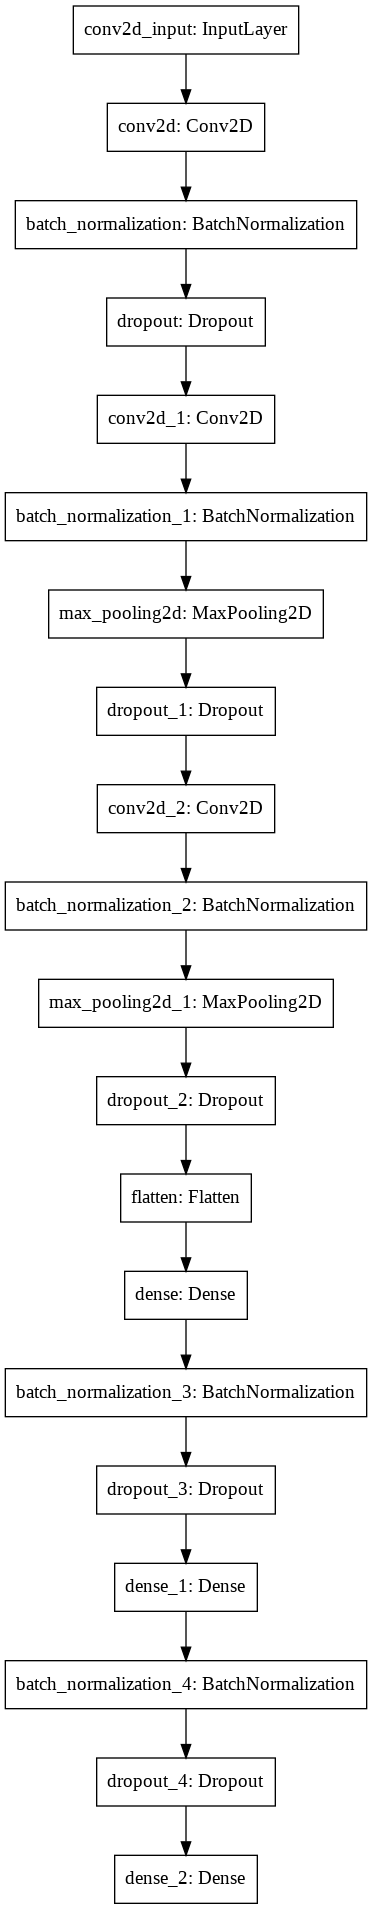 conv2d_input: InputLayer
conv2d: Conv2D
batch_normalization: BatchNormalization
dropout: Dropout
conv2d_1: Conv2D
batch_normalization_1: BatchNormalization
max_pooling2d: MaxPooling2D
dropout_1: Dropout
conv2d_2: Conv2D
batch_normalization_2: BatchNormalization
max_pooling2d_1: MaxPooling2D
dropout_2: Dropout
flatten: Flatten
dense: Dense
batch_normalization_3: BatchNormalization
dropout_3: Dropout
dense_1: Dense
batch_normalization_4: BatchNormalization
dropout_4: Dropout
dense_2: Dense